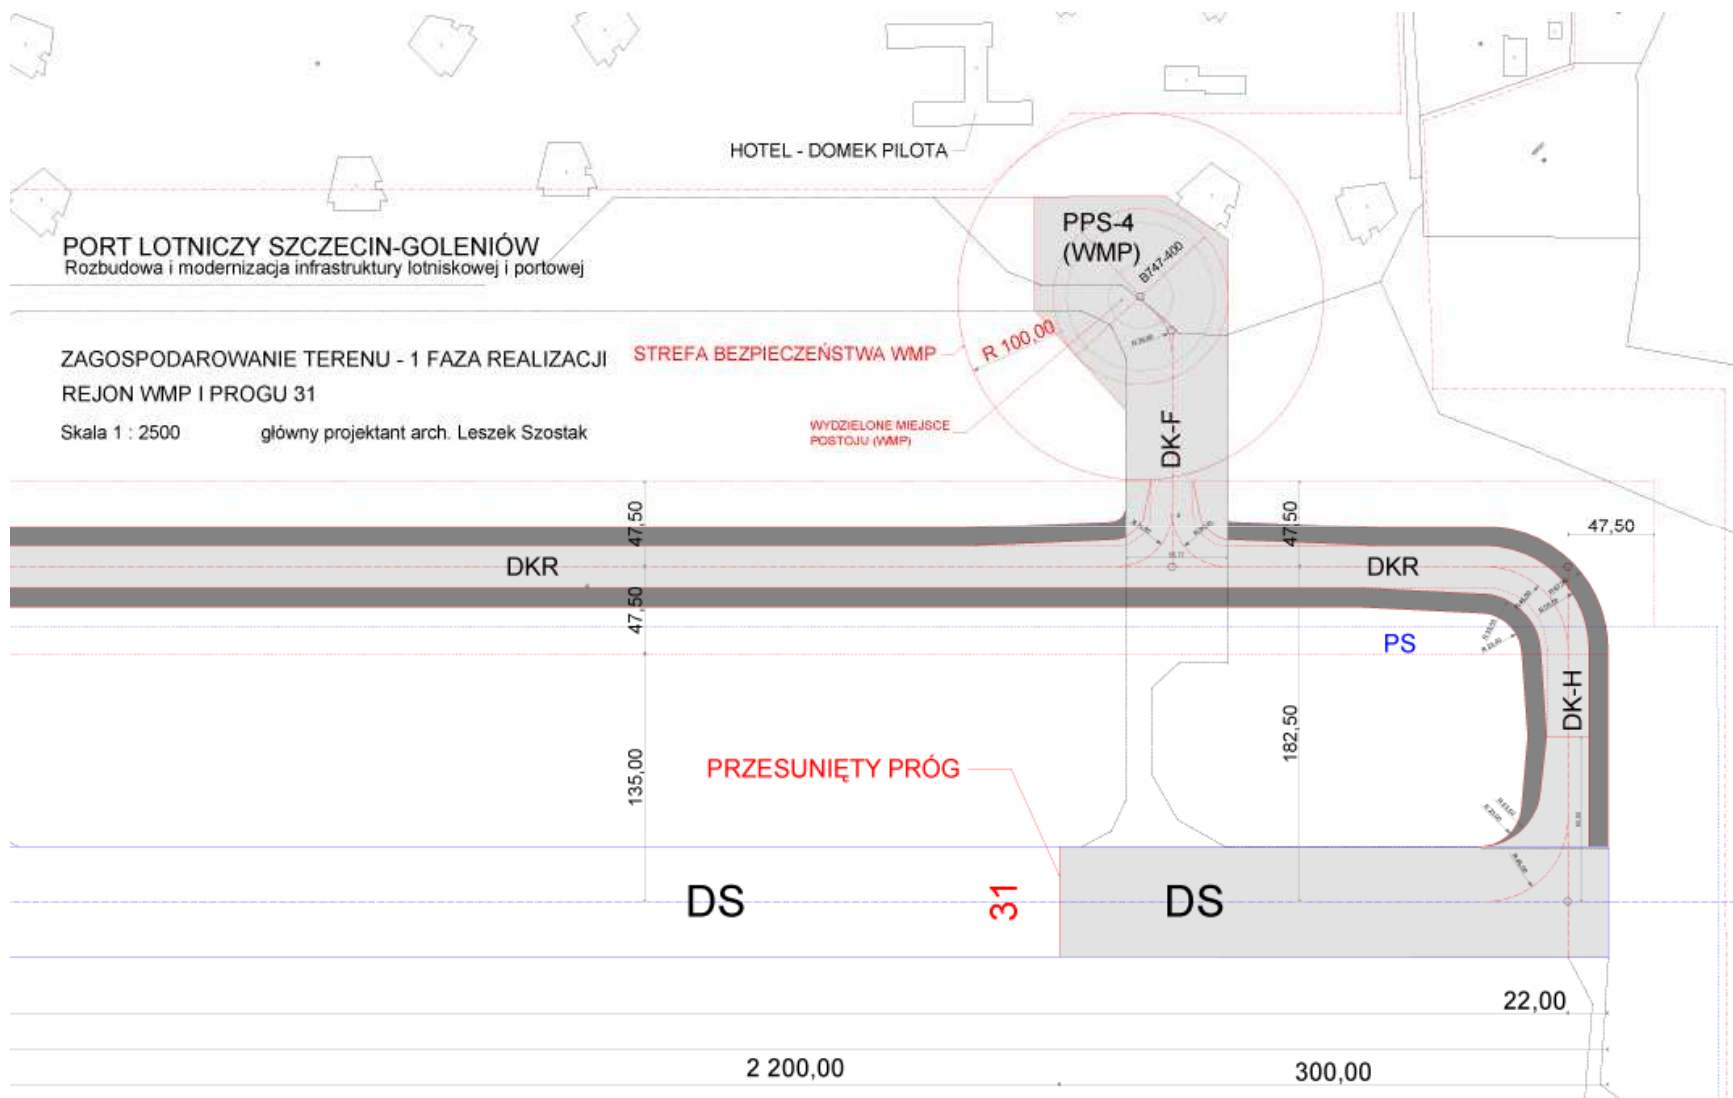 HOTEL - DOMEK PILOTA
PPS-4
(WMP)
B747-400
PORT LOTNICZY SZCZECIN-GOLENIÓW
Rozbudowa i modernizacja infrastruktury lotniskowej i portowej
ZAGOSPODAROWANIE TERENU - 1 FAZA REALIZACJI
REJON WMP I PROGU 31
Skala 1 : 2500
główny projektant arch. Leszek Szostak
STREFA BEZPIECZEŃSTWA WMP
R 100,00
WYDZIELONE MIEJSCE
POSTOJU (WMP)
DK-F
47,50
47,50
47,50
DKR
DKR
47,50
PS
DK-H
182,50
135,00
PRZESUNIĘTY PRÓG
DS
31
DS
22,00
2 200,00
300,00